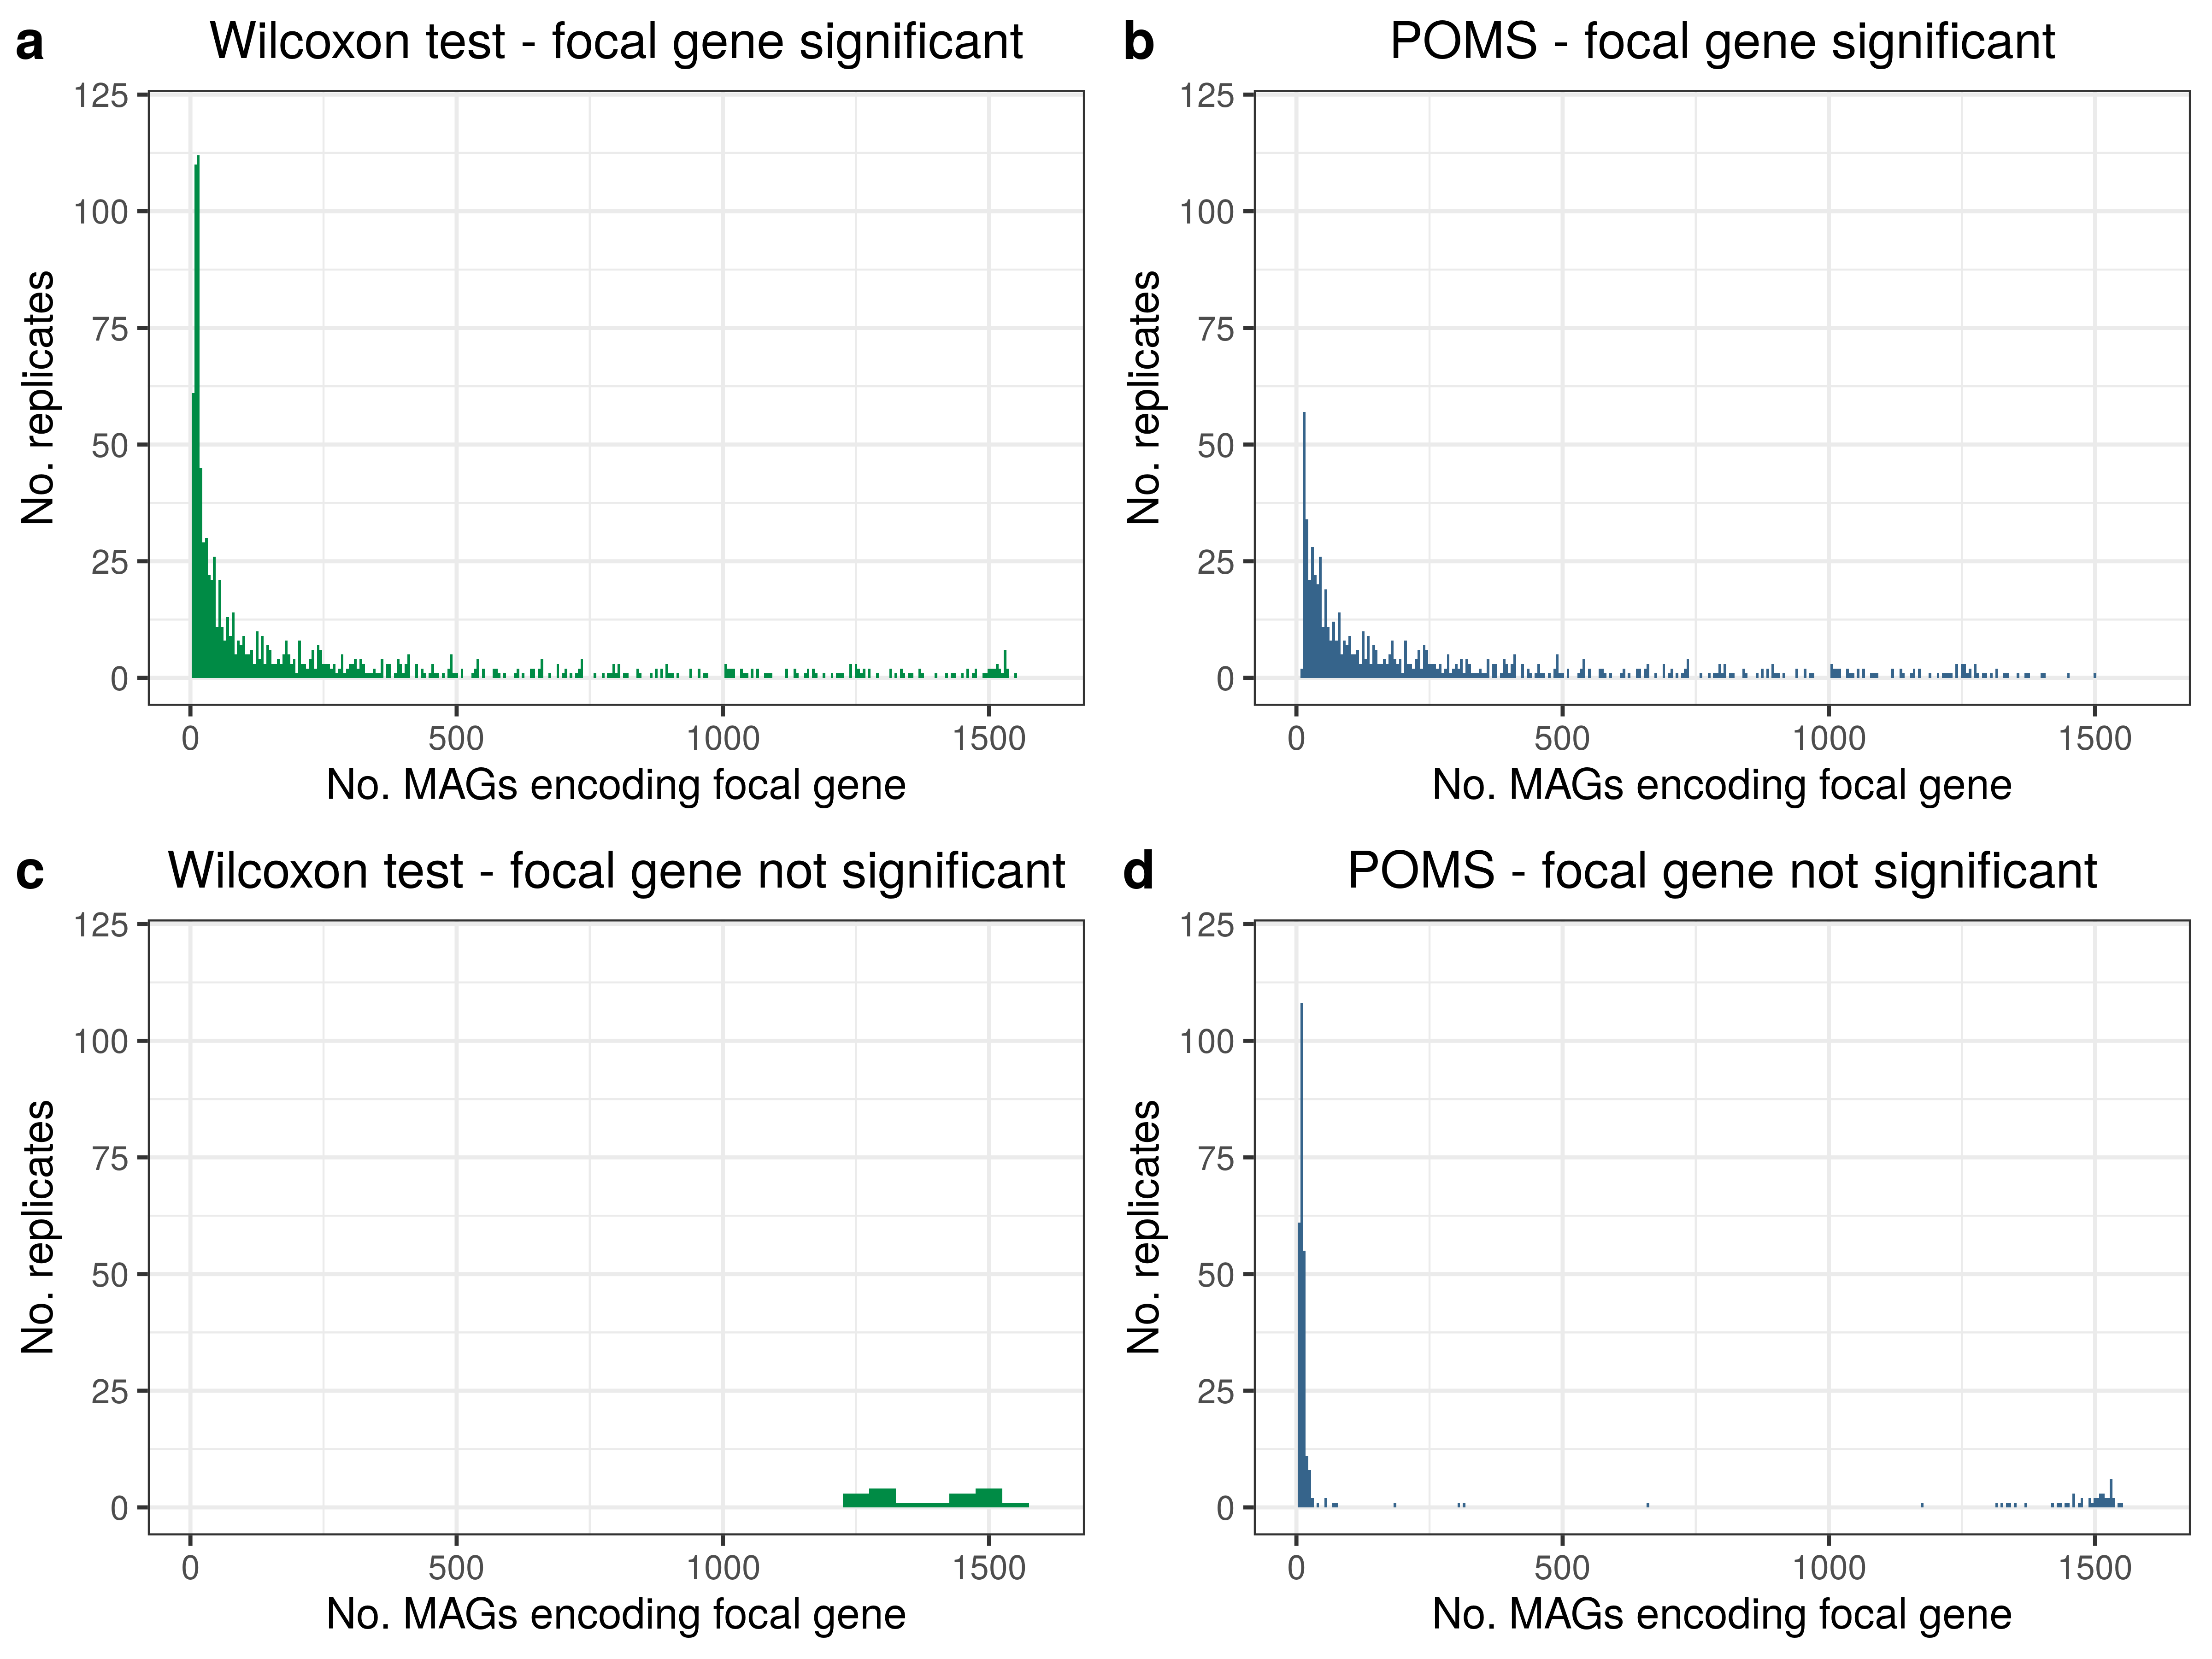 a Wilcoxon test - focal gene significant
125
100
75
50
25
0
No. replicates
0 500 1000 1500
No. MAGs encoding focal gene
b POMS - focal gene significant
125
100
75
50
25
0
No. replicates
0 500 1000 1500
No. MAGs encoding focal gene
c Wilcoxon test - focal gene not significant
125
100
75
50
25
0
No. replicates
0 500 1000 1500
No. MAGs encoding focal gene
d POMS - focal gene not significant
125
100
75
50
25
0
No. replicates
0 500 1000 1500
No. MAGs encoding focal gene